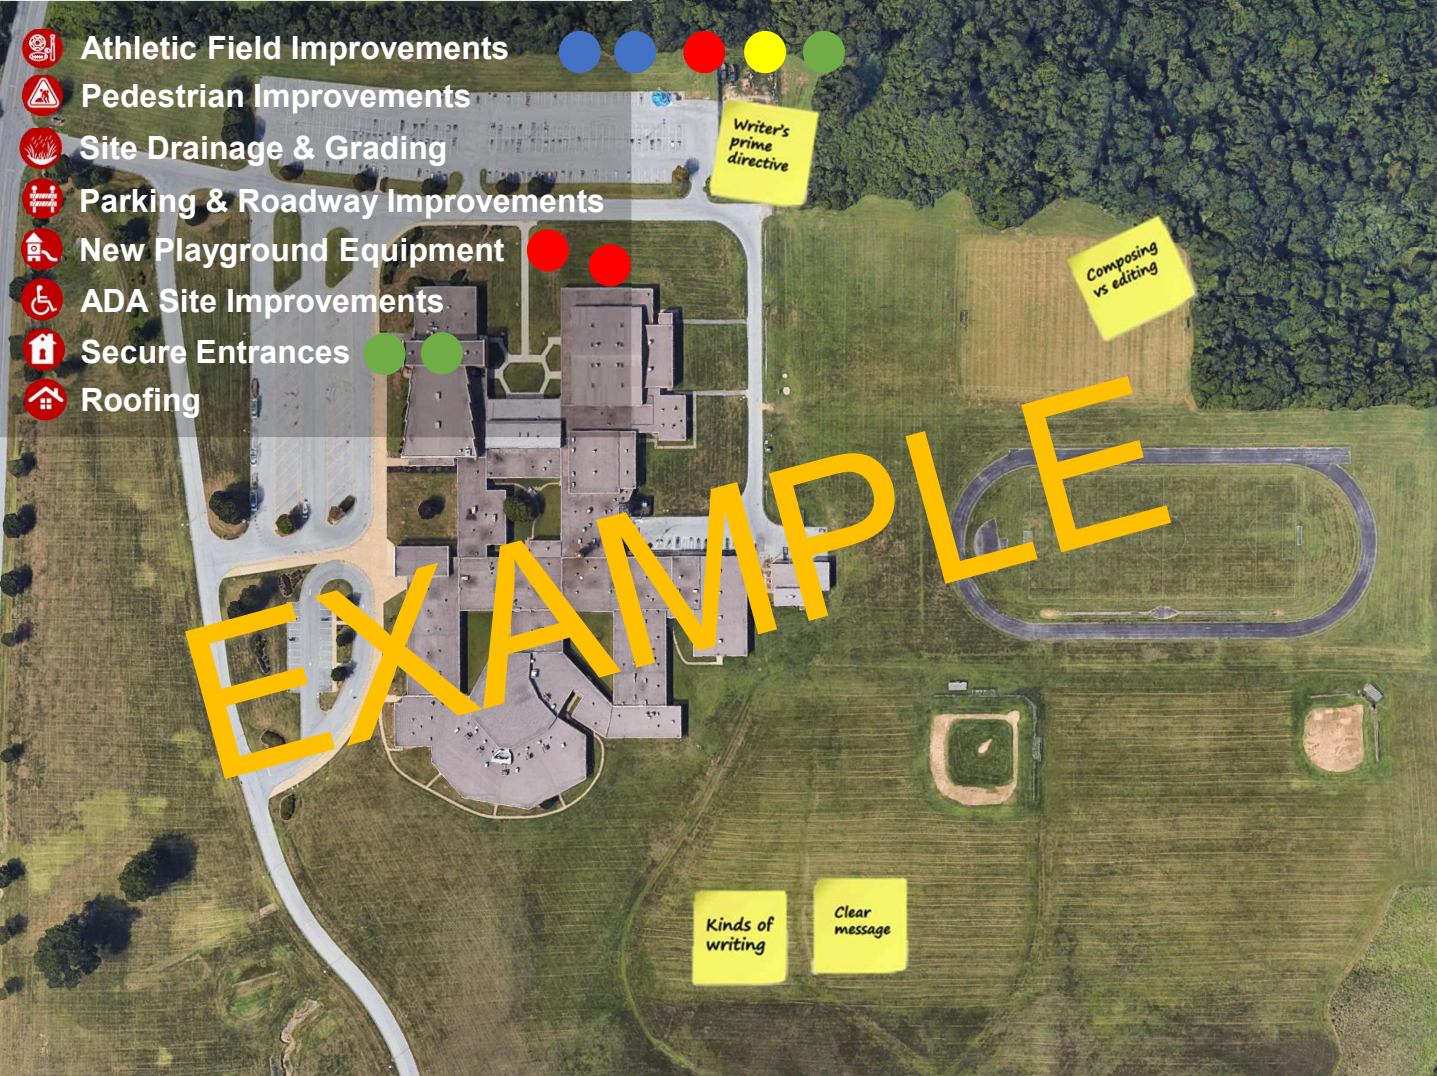 Athletic Field Improvements
Pedestrian Improvements
Site Drainage & Grading
Parking & Roadway Improvements
New Playground Equipment
ADA Site Improvements
Secure Entrances
Roofing
Writer's
prime
directive
Composing
vs editing
EXAMPLE
Kinds of
writing
Clear
message